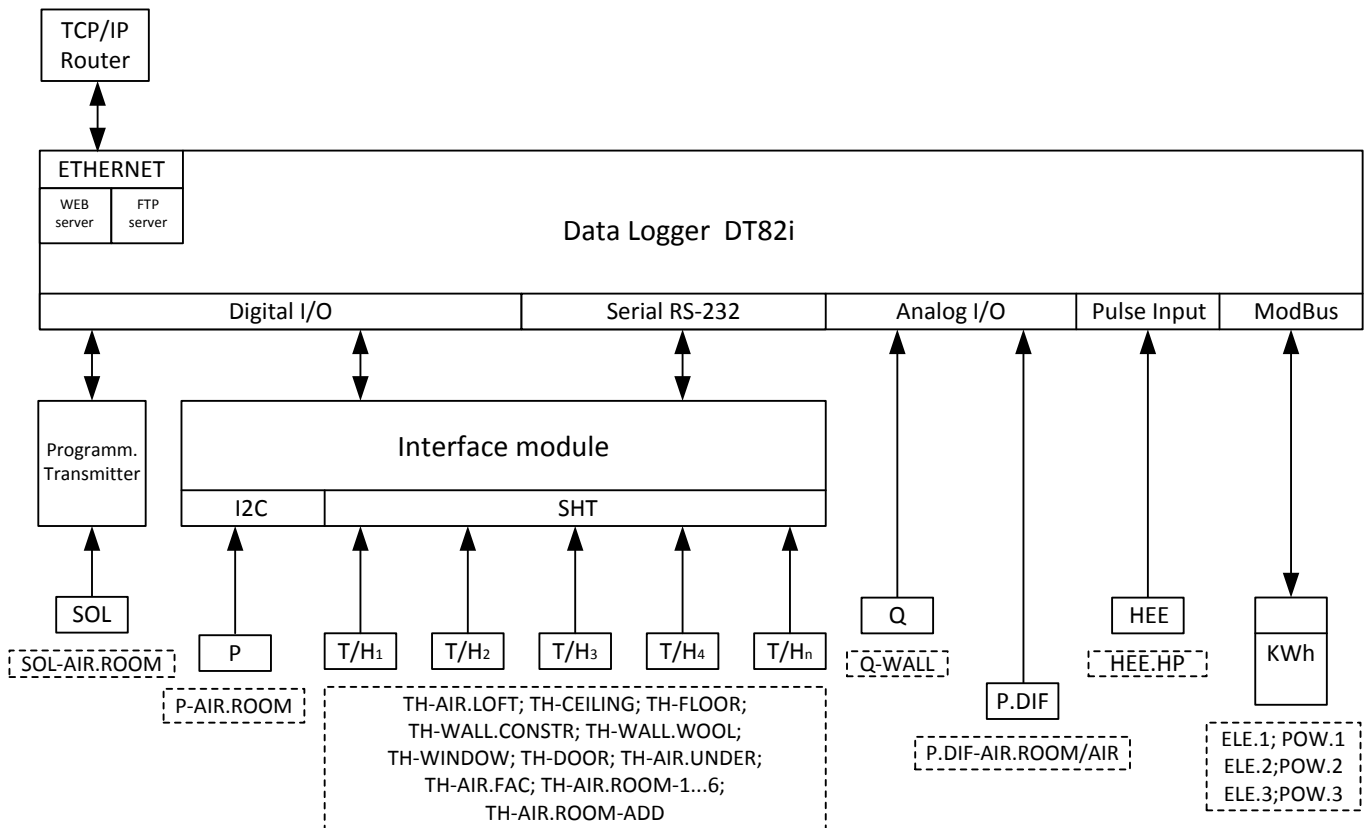 TCP/IP
Router
ETHERNET
WEB
server
FTP
server
Data Logger DT82i
Digital I/O
Serial RS-232
Analog I/O
Pulse Input
ModBus
Programm.
Transmitter
Interface module
I2C
SHT
SOL
SOL-AIR.ROOM
P
P-AIR.ROOM
T/H1
T/H2
T/H3
T/H4
T/Hn
TH-AIR.LOFT; TH-CEILING; TH-FLOOR;
TH-WALL.CONSTR; TH-WALL.WOOL;
TH-WINDOW; TH-DOOR; TH-AIR.UNDER;
TH-AIR.FAC; TH-AIR.ROOM-1...6;
TH-AIR.ROOM-ADD
Q
Q-WALL
P.DIF
P.DIF-AIR.ROOM/AIR
HEE
HEE.HP
KWh
ELE.1; POW.1
ELE.2;POW.2
ELE.3;POW.3